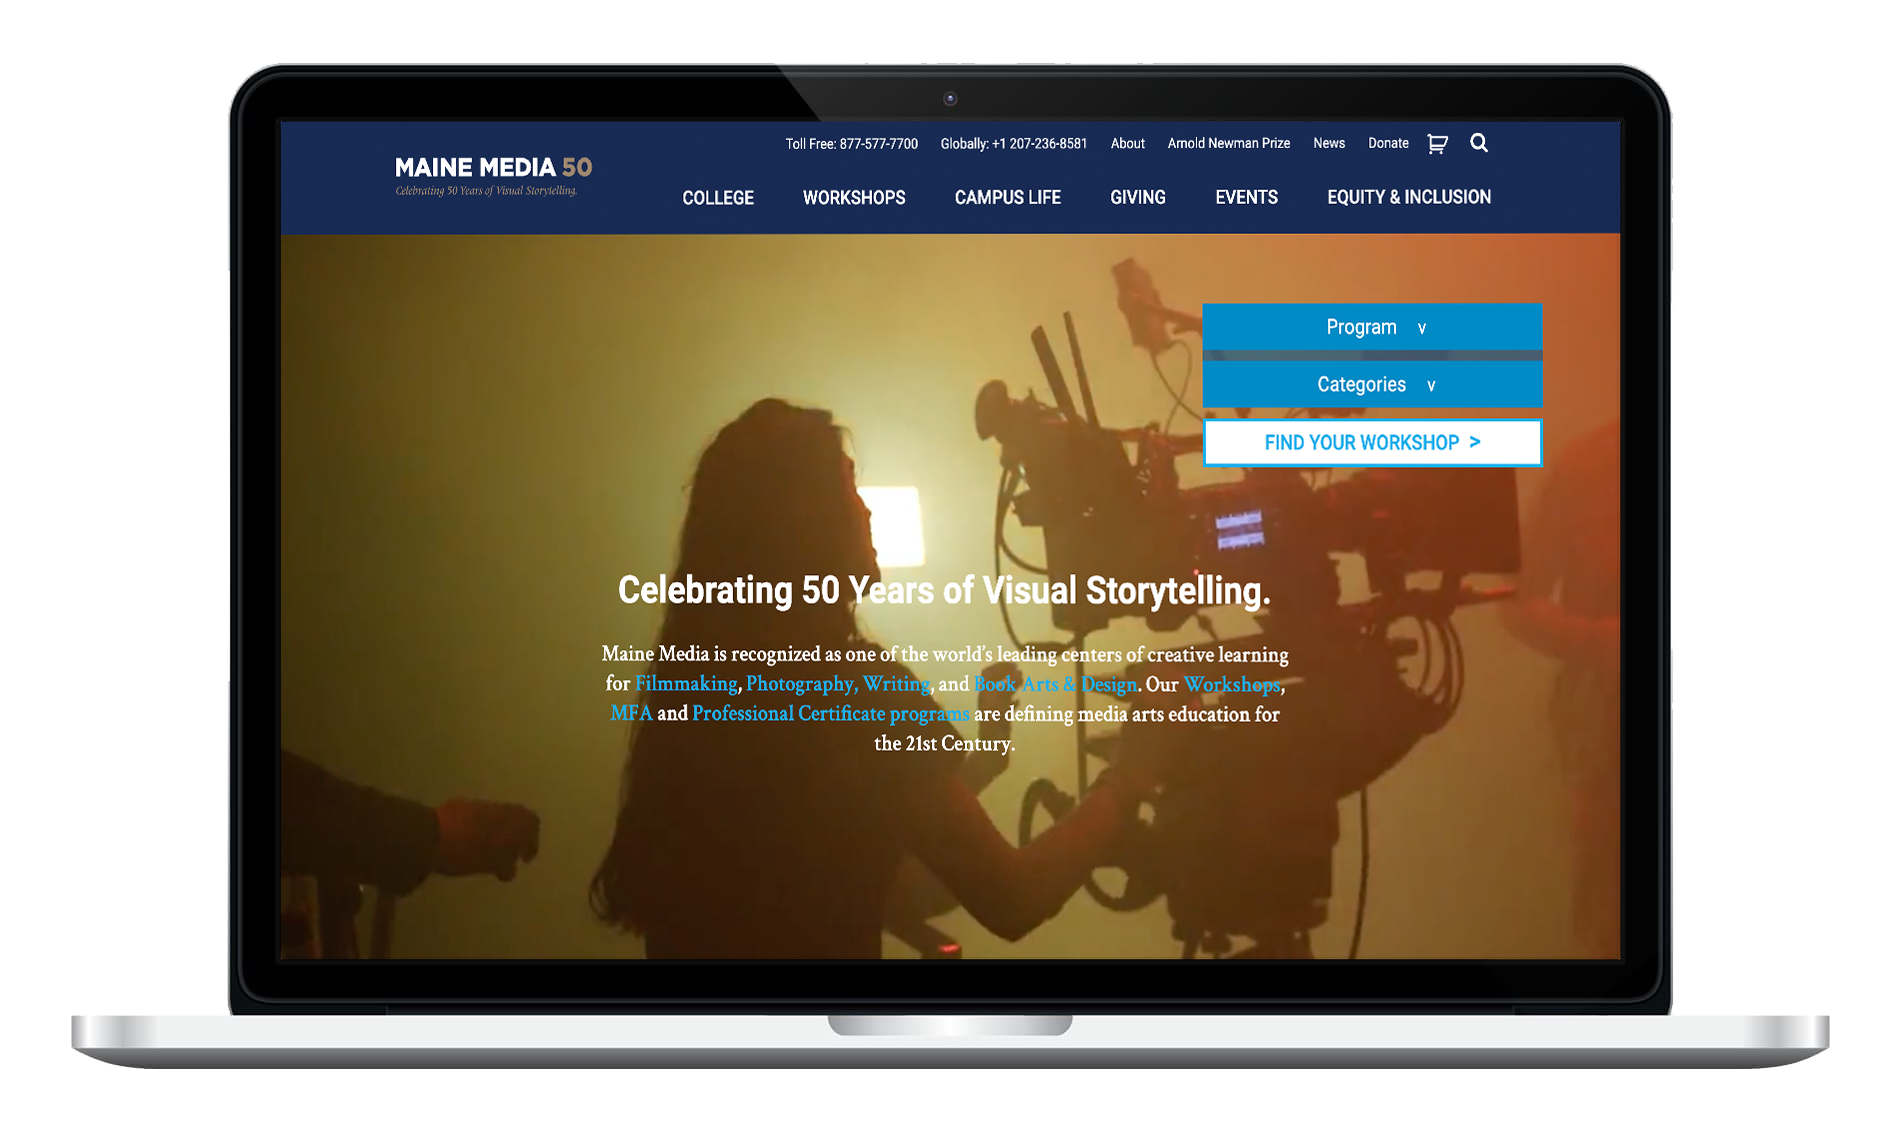 Toll Free: 877-577-7700 Globally: +1 207-236-8581 About Arnold Newman Prize News Donate
MAINE MEDIA 50
Celebrating 50 Years of Visual Storytelling.
COLLEGE WORKSHOPS CAMPUS LIFE GIVING EVENTS EQUITY & INCLUSION
Program v
Categories v
FIND YOUR WORKSHOP >
Celebrating 50 Years of Visual Storytelling.
Maine Media is recognized as one of the world's leading centers of creative learning
for Filmmaking, Photography, Writing, and Book Arts & Design. Our Workshops,
MFA and Professional Certificate programs are defining media arts education for
the 21st Century.